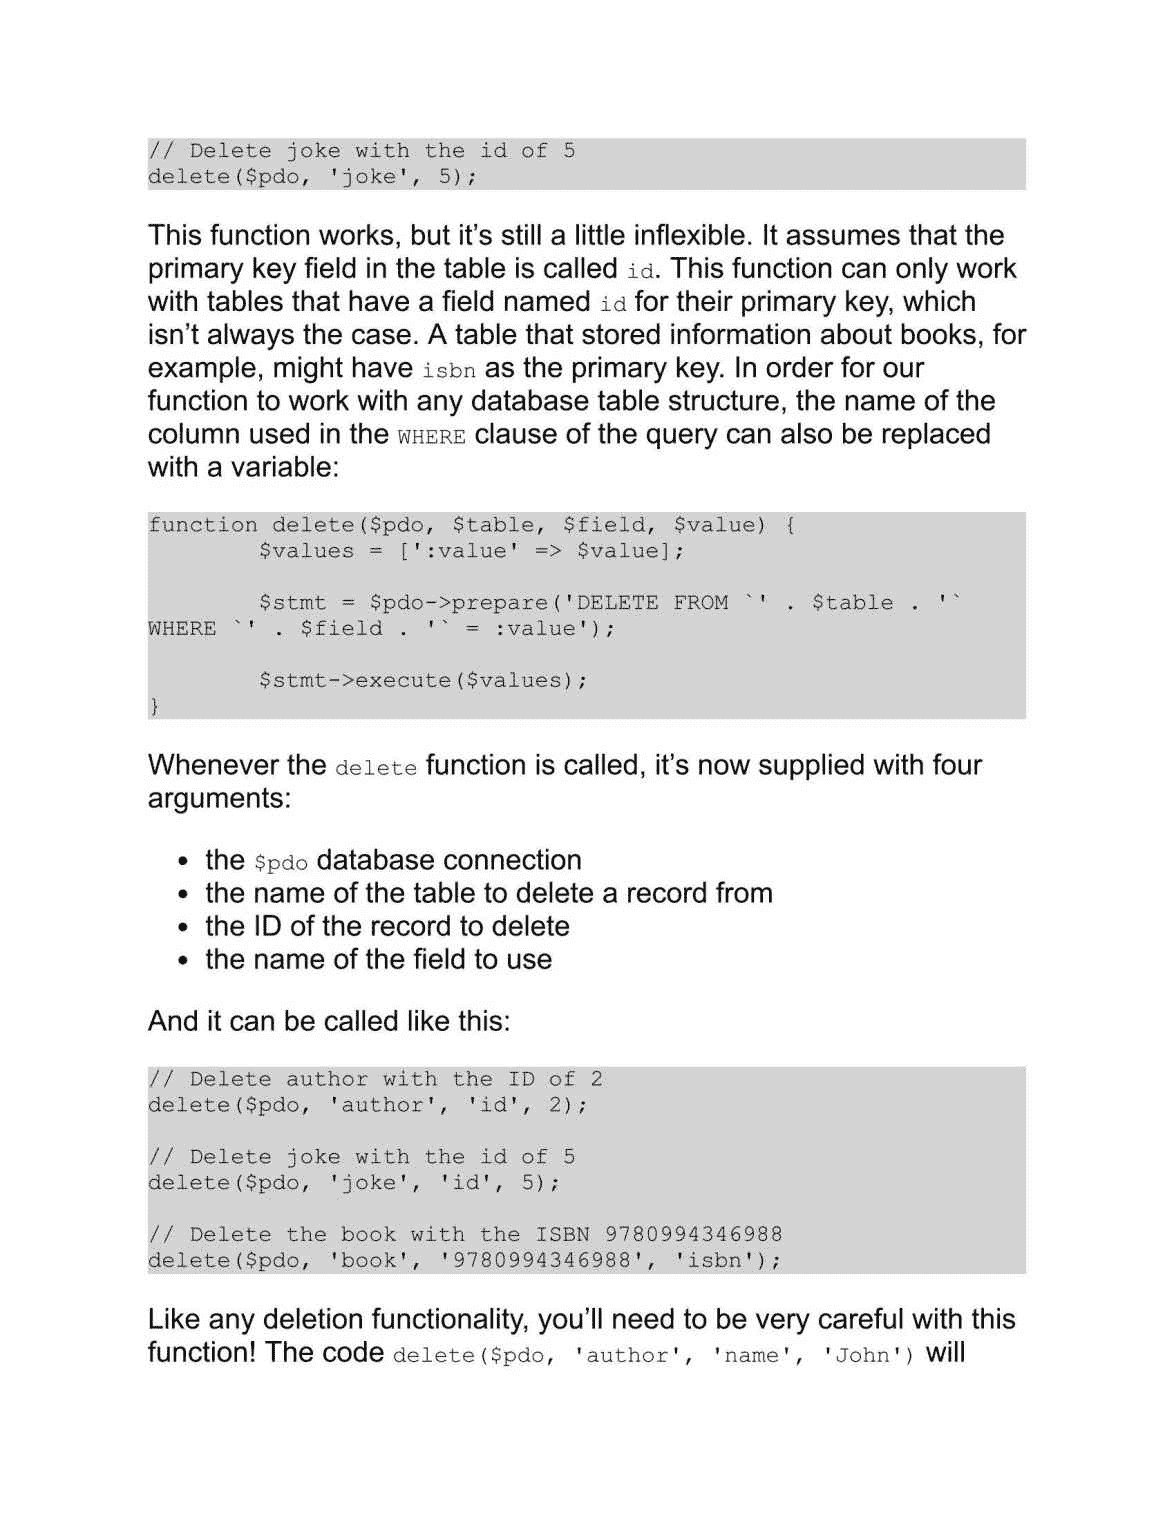 // Delete joke with the id of 5
delete($pdo, 'joke', 5);
This function works, but it’s still a little inflexible. It assumes that the
primary key field in the table is called id. This function can only work
with tables that have a field named id for their primary key, which
isn’t always the case. A table that stored information about books, for
example, might have isbn as the primary key. In order for our
function to work with any database table structure, the name of the
column used in the WHERE clause of the query can also be replaced
with a variable:
function delete($pdo, $table, $field, $value) {
        $values = [':value' => $value];
        $stmt = $pdo->prepare('DELETE FROM `' . $table . '`
WHERE `' . $field . '` = :value');
        $stmt->execute($values);
}
Whenever the delete function is called, it’s now supplied with four
arguments:
• the $pdo database connection
• the name of the table to delete a record from
• the ID of the record to delete
• the name of the field to use
And it can be called like this:
// Delete author with the ID of 2
delete($pdo, 'author', 'id', 2);
// Delete joke with the id of 5
delete($pdo, 'joke', 'id', 5);
// Delete the book with the ISBN 9780994346988
delete($pdo, 'book', '9780994346988', 'isbn');
Like any deletion functionality, you’ll need to be very careful with this
function! The code delete($pdo, 'author', 'name', 'John') will